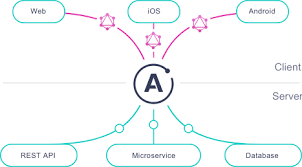 Web
iOS
Android
A
Client
Server
REST API
Microservice
Database